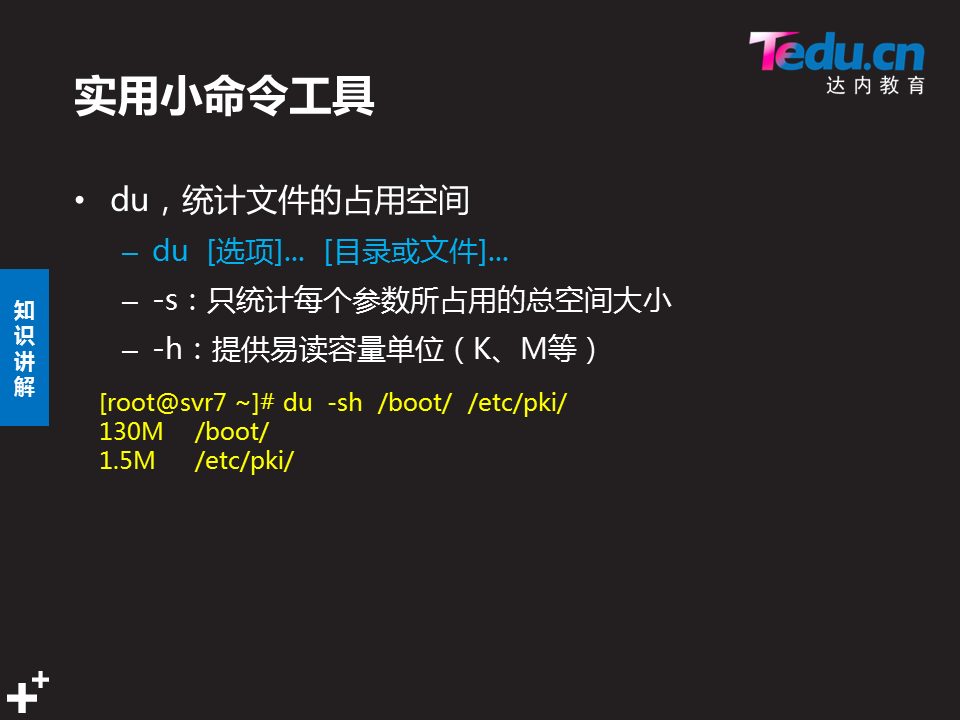 Tedu.cn
达内教育
实用小命令工具
• du，统计文件的占用空间
– du [选项]... [目录或文件]...
– -s：只统计每个参数所占用的总空间大小
– -h：提供易读容量单位（K、M等）
知识讲解
[root@svr7 ~]# du -sh /boot/ /etc/pki/
130M /boot/
1.5M /etc/pki/